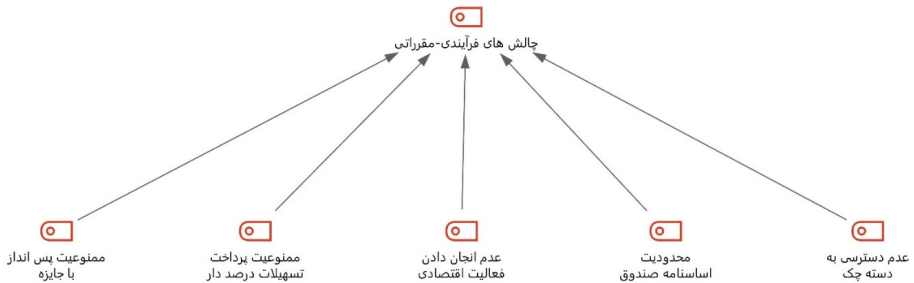 چالش های فرآیندی-مقرراتی
عدم دسترسی به
دسته چک
محدودیت
اساسنامه صندوق
عدم انجان دادن
فعالیت اقتصادی
ممنوعیت پرداخت
تسهیلات درصد دار
ممنوعیت پس انداز
با جایزه